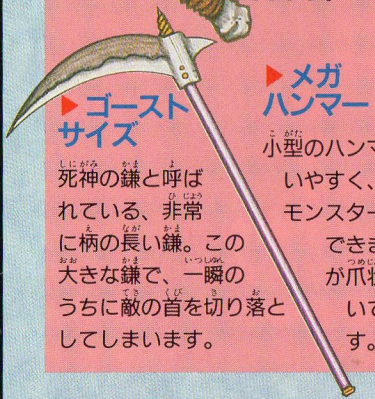 ▶ゴースト
サイズ
死神の鎌と呼ば
れている、非常
に柄の長い鎌。この
大きな鎌で、一瞬の
うちに敵の首を切り落と
してしまいます。
▶メガ
ハンマー
小型のハンマ
いやすく、
モンスター
できま
が爪状
いて
す。